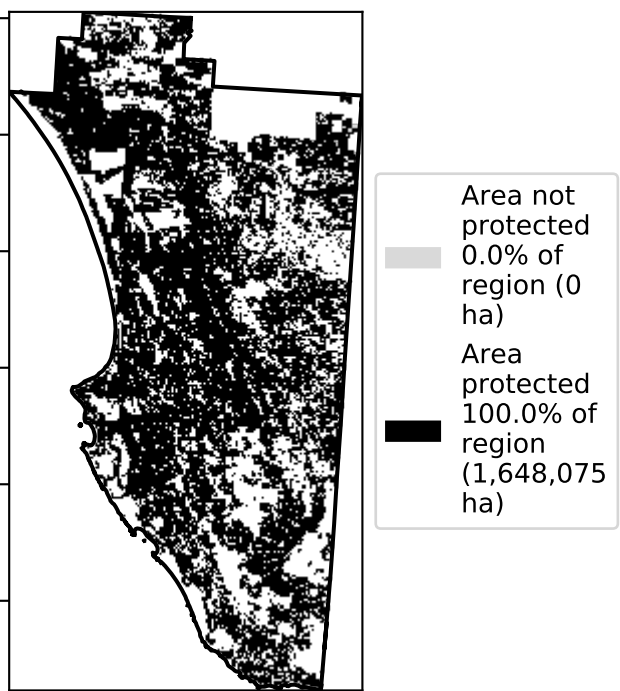 Area not
protected
0.0% of
region (0
ha)
Area
protected
100.0% of
region
(1,648,075
ha)